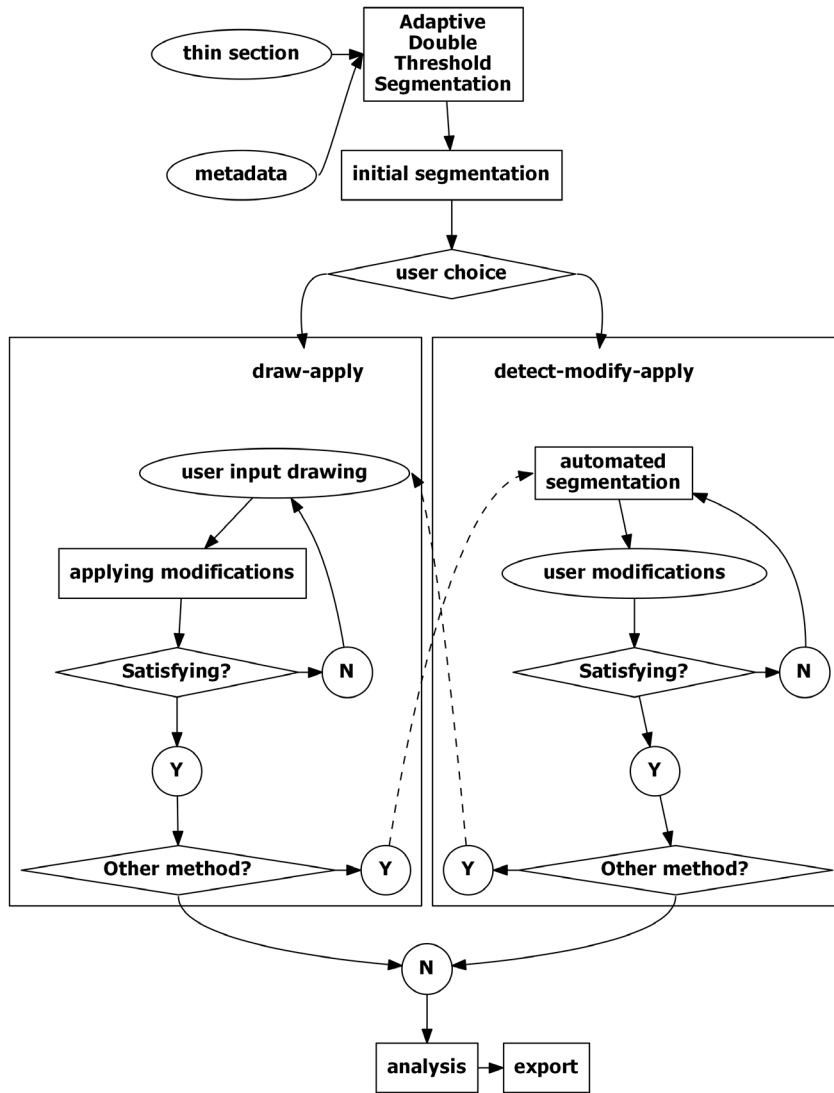 thin section
Adaptive
Double
Threshold
Segmentation
metadata
initial segmentation
user choice
draw-apply
user input drawing
applying modifications
Satisfying?
N
Y
Other method?
Y
detect-modify-apply
automated
segmentation
user modifications
Satisfying?
N
Y
Other method?
Y
N
analysis
export